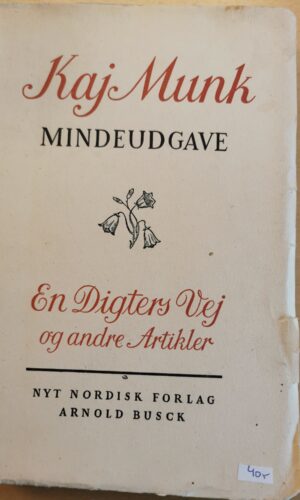 Kaj Munk
MINDEUDGAVE
En Digters Vej
og andre Artikler
NYT NORDISK FORLAG
ARNOLD BUSCK
40,-